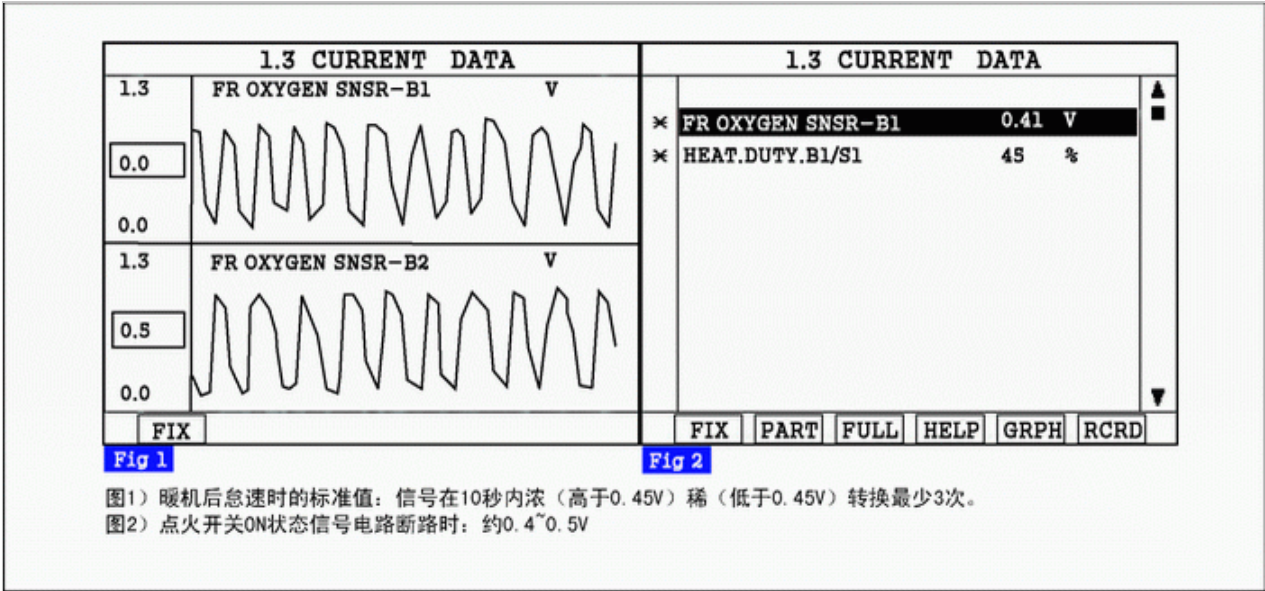 1.3 CURRENT DATA
1.3
FR OXYGEN SNSR-B1
V
0.0
0.0
1.3
FR OXYGEN SNSR-B2
V
0.5
0.0
FIX
Fig 1
1.3 CURRENT DATA
* FR OXYGEN SNSR-B1 0.41 V
* HEAT.DUTY.B1/S1 45 %
FIX PART FULL HELP GRPH RCRD
Fig 2
图1）暖机后怠速时的标准值：信号在10秒内浓（高于0.45V）稀（低于0.45V）转换最少3次。
图2）点火开关ON状态信号电路断路时：约0.4~0.5V